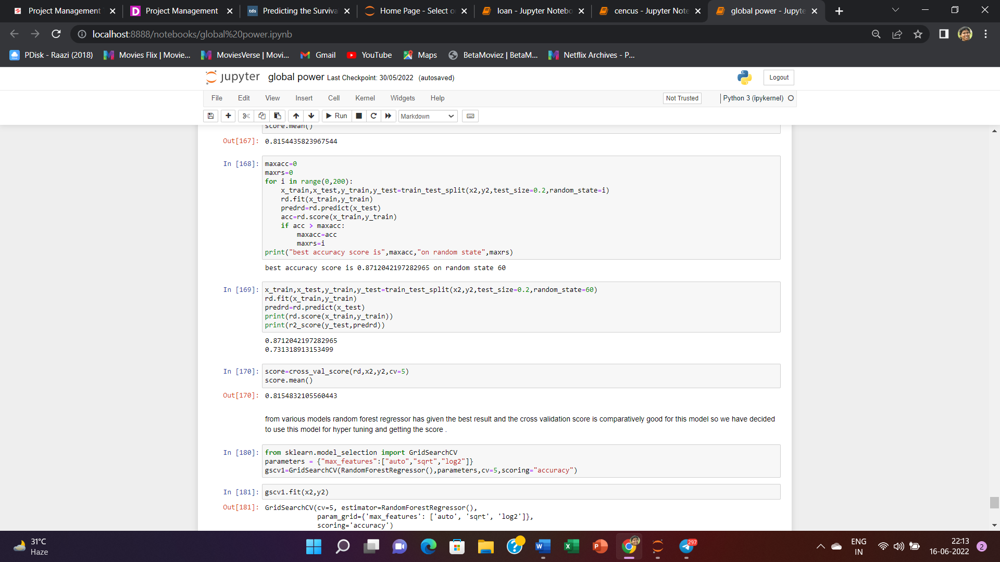 Project Management
Project Management
tds Predicting the Surviva
Home Page - Select o
loan - Jupyter Notebo
cencus - Jupyter Note
global power - Jupyte
localhost:8888/notebooks/global%20power.ipynb
PDisk - Raazi (2018)
Movies Flix | Movie...
MoviesVerse | Movi...
Gmail
YouTube
Maps
BetaMoviez | BetaM...
Netflix Archives - P...
jupyter global power Last Checkpoint: 30/05/2022 (autosaved)
Logout
File Edit View Insert Cell Kernel Widgets Help
Not Trusted
Python 3 (ipykernel)
Run
Markdown
score.mean()
Out[167]: 0.8154435823967544
In [168]: maxacc=0
maxrs=0
for i in range(0,200):
    x_train,x_test,y_train,y_test=train_test_split(x2,y2,test_size=0.2,random_state=i)
    rd.fit(x_train,y_train)
    predrd=rd.predict(x_test)
    acc=rd.score(x_train,y_train)
    if acc > maxacc:
        maxacc=acc
        maxrs=i
print("best accuracy score is",maxacc,"on random state",maxrs)
best accuracy score is 0.8712042197282965 on random state 60
In [169]: x_train,x_test,y_train,y_test=train_test_split(x2,y2,test_size=0.2,random_state=60)
rd.fit(x_train,y_train)
predrd=rd.predict(x_test)
print(rd.score(x_train,y_train))
print(r2_score(y_test,predrd))
0.8712042197282965
0.731318913153499
In [170]: score=cross_val_score(rd,x2,y2,cv=5)
score.mean()
Out[170]: 0.8154832105560443
from various models random forest regressor has given the best result and the cross validation score is comparatively good for this model so we have decided
to use this model for hyper tuning and getting the score .
In [180]: from sklearn.model_selection import GridSearchCV
parameters = {"max_features":["auto","sqrt","log2"]}
gscv1=GridSearchCV(RandomForestRegressor(),parameters,cv=5,scoring="accuracy")
In [181]: gscv1.fit(x2,y2)
Out[181]: GridSearchCV(cv=5, estimator=RandomForestRegressor(),
             param_grid={'max_features': ['auto', 'sqrt', 'log2']},
             scoring='accuracy')
31°C
Haze
297
ENG
IN
22:13
16-06-2022
2